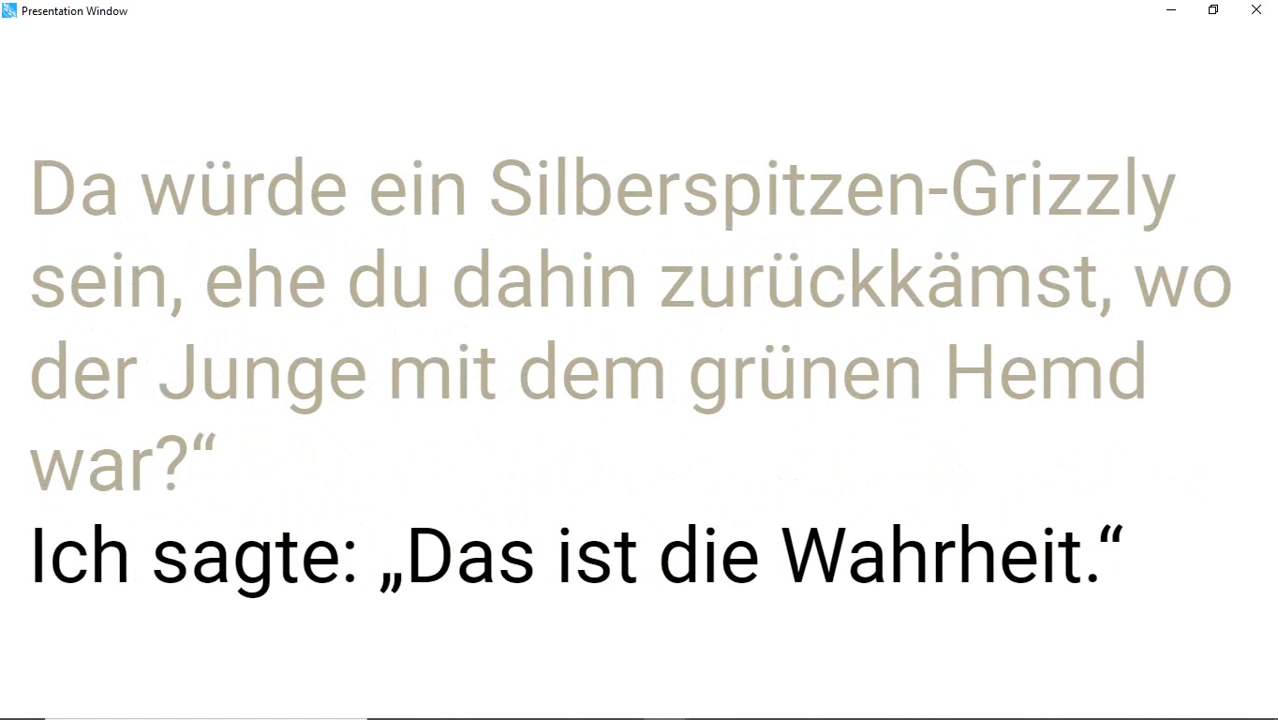 Presentation Window
Da würde ein Silberspitzen-Grizzly
sein, ehe du dahin zurückkämst, wo
der Junge mit dem grünen Hemd
war?“
Ich sagte: „Das ist die Wahrheit.“